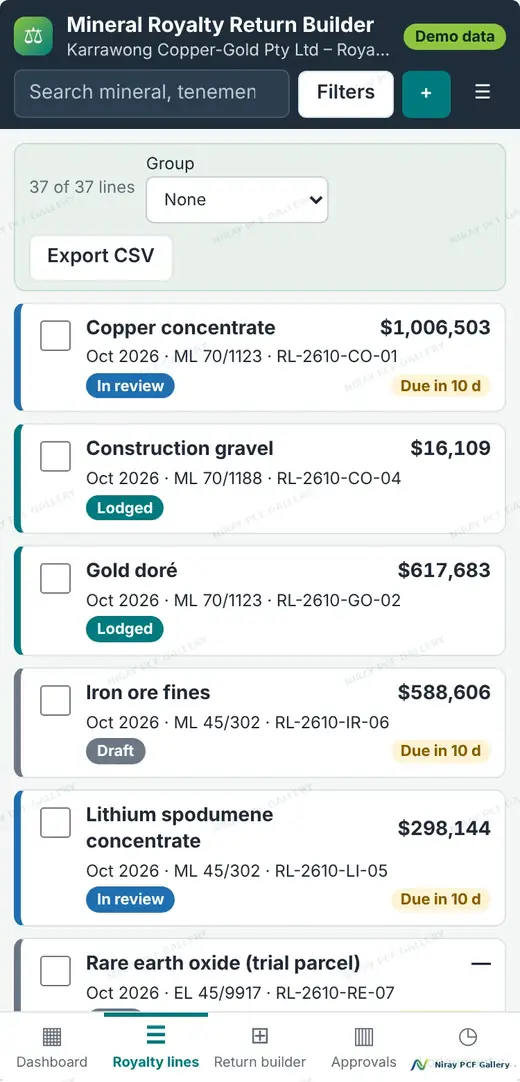 Mineral Royalty Return Builder
Karrawong Copper-Gold Pty Ltd – Roya...
Demo data
Search mineral, tenemen
Filters
+
Group
37 of 37 lines
None
Export CSV
Copper concentrate
$1,006,503
Oct 2026 · ML 70/1123 · RL-2610-CO-01
In review
Due in 10 d
Construction gravel
$16,109
Oct 2026 · ML 70/1188 · RL-2610-CO-04
Lodged
Gold doré
$617,683
Oct 2026 · ML 70/1123 · RL-2610-GO-02
Lodged
Iron ore fines
$588,606
Oct 2026 · ML 45/302 · RL-2610-IR-06
Draft
Due in 10 d
Lithium spodumene
concentrate
$298,144
Oct 2026 · ML 45/302 · RL-2610-LI-05
In review
Due in 10 d
Rare earth oxide (trial parcel)
—
Oct 2026 · EL 45/9917 · RL-2610-RE-07
Dashboard
Royalty lines
Return builder
Approvals
Niray PCF Gallery
NIRAY PCF GALLERY